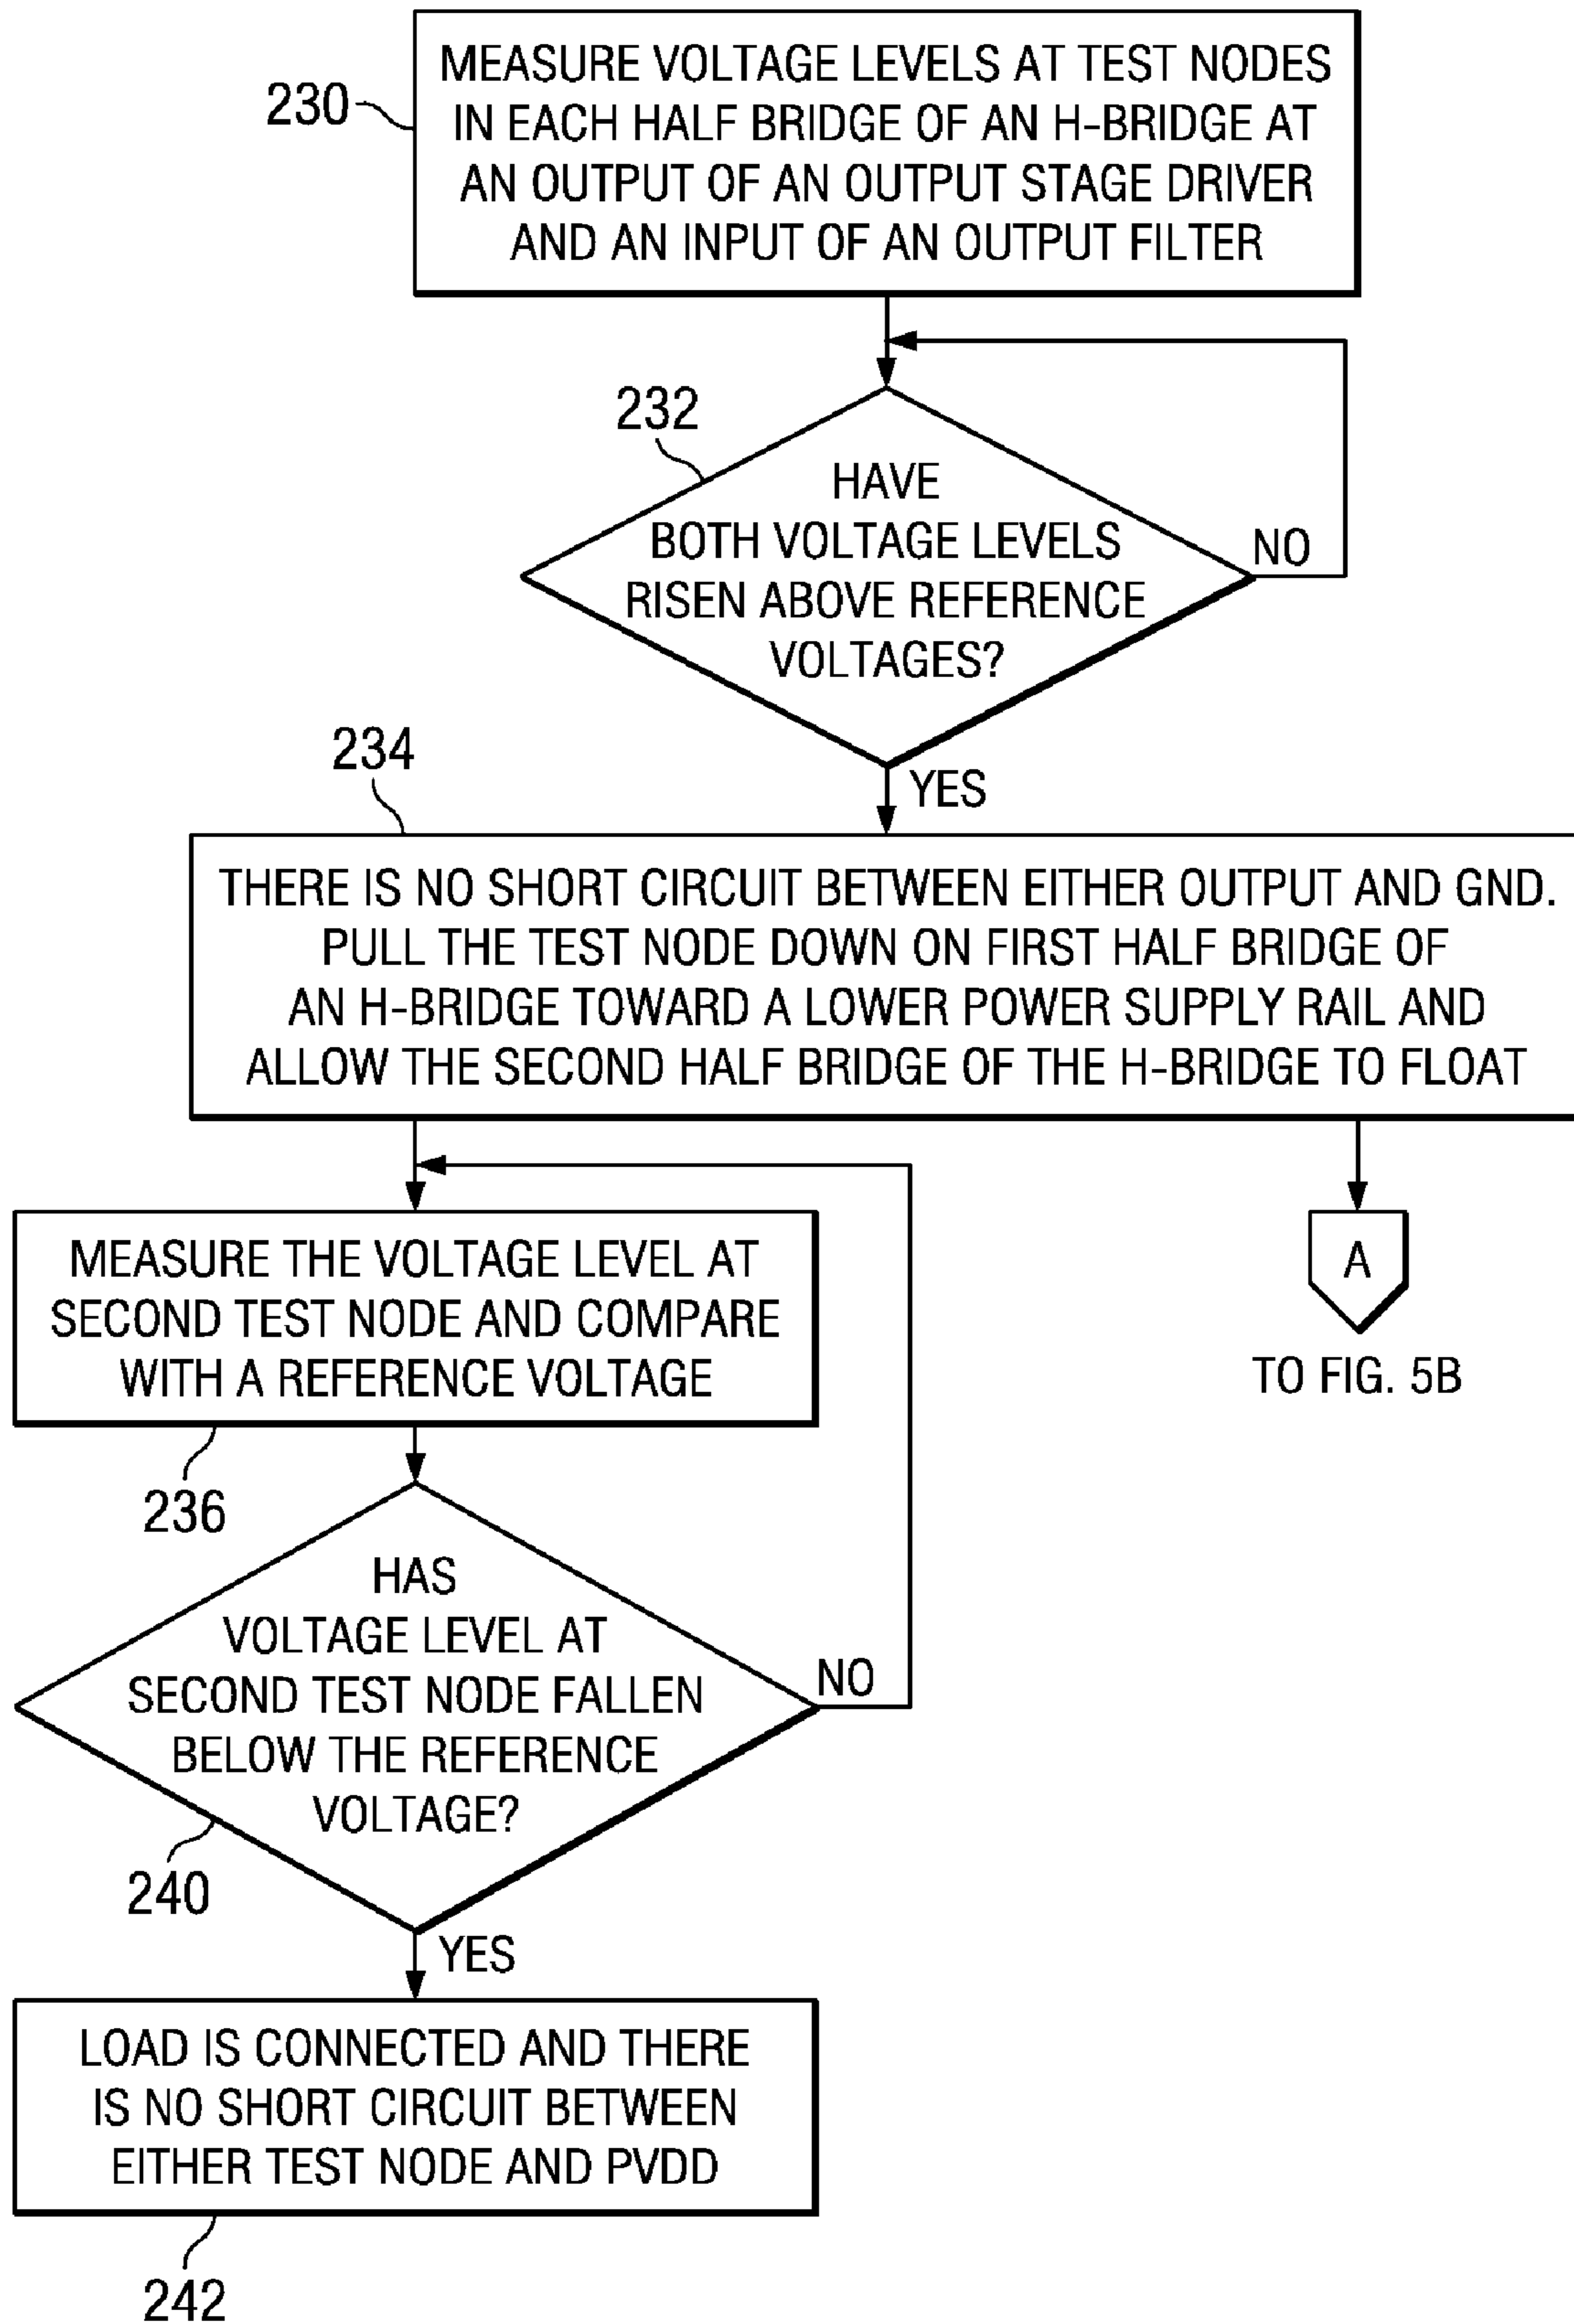 MEASURE VOLTAGE LEVELS AT TEST NODES
IN EACH HALF BRIDGE OF AN H-BRIDGE AT
AN OUTPUT OF AN OUTPUT STAGE DRIVER
AND AN INPUT OF AN OUTPUT FILTER
230
232
HAVE
BOTH VOLTAGE LEVELS
RISEN ABOVE REFERENCE
VOLTAGES?
NO
YES
234
THERE IS NO SHORT CIRCUIT BETWEEN EITHER OUTPUT AND GND.
PULL THE TEST NODE DOWN ON FIRST HALF BRIDGE OF
AN H-BRIDGE TOWARD A LOWER POWER SUPPLY RAIL AND
ALLOW THE SECOND HALF BRIDGE OF THE H-BRIDGE TO FLOAT
MEASURE THE VOLTAGE LEVEL AT
SECOND TEST NODE AND COMPARE
WITH A REFERENCE VOLTAGE
236
A
TO FIG. 5B
HAS
VOLTAGE LEVEL AT
SECOND TEST NODE FALLEN
BELOW THE REFERENCE
VOLTAGE?
NO
240
YES
LOAD IS CONNECTED AND THERE
IS NO SHORT CIRCUIT BETWEEN
EITHER TEST NODE AND PVDD
242